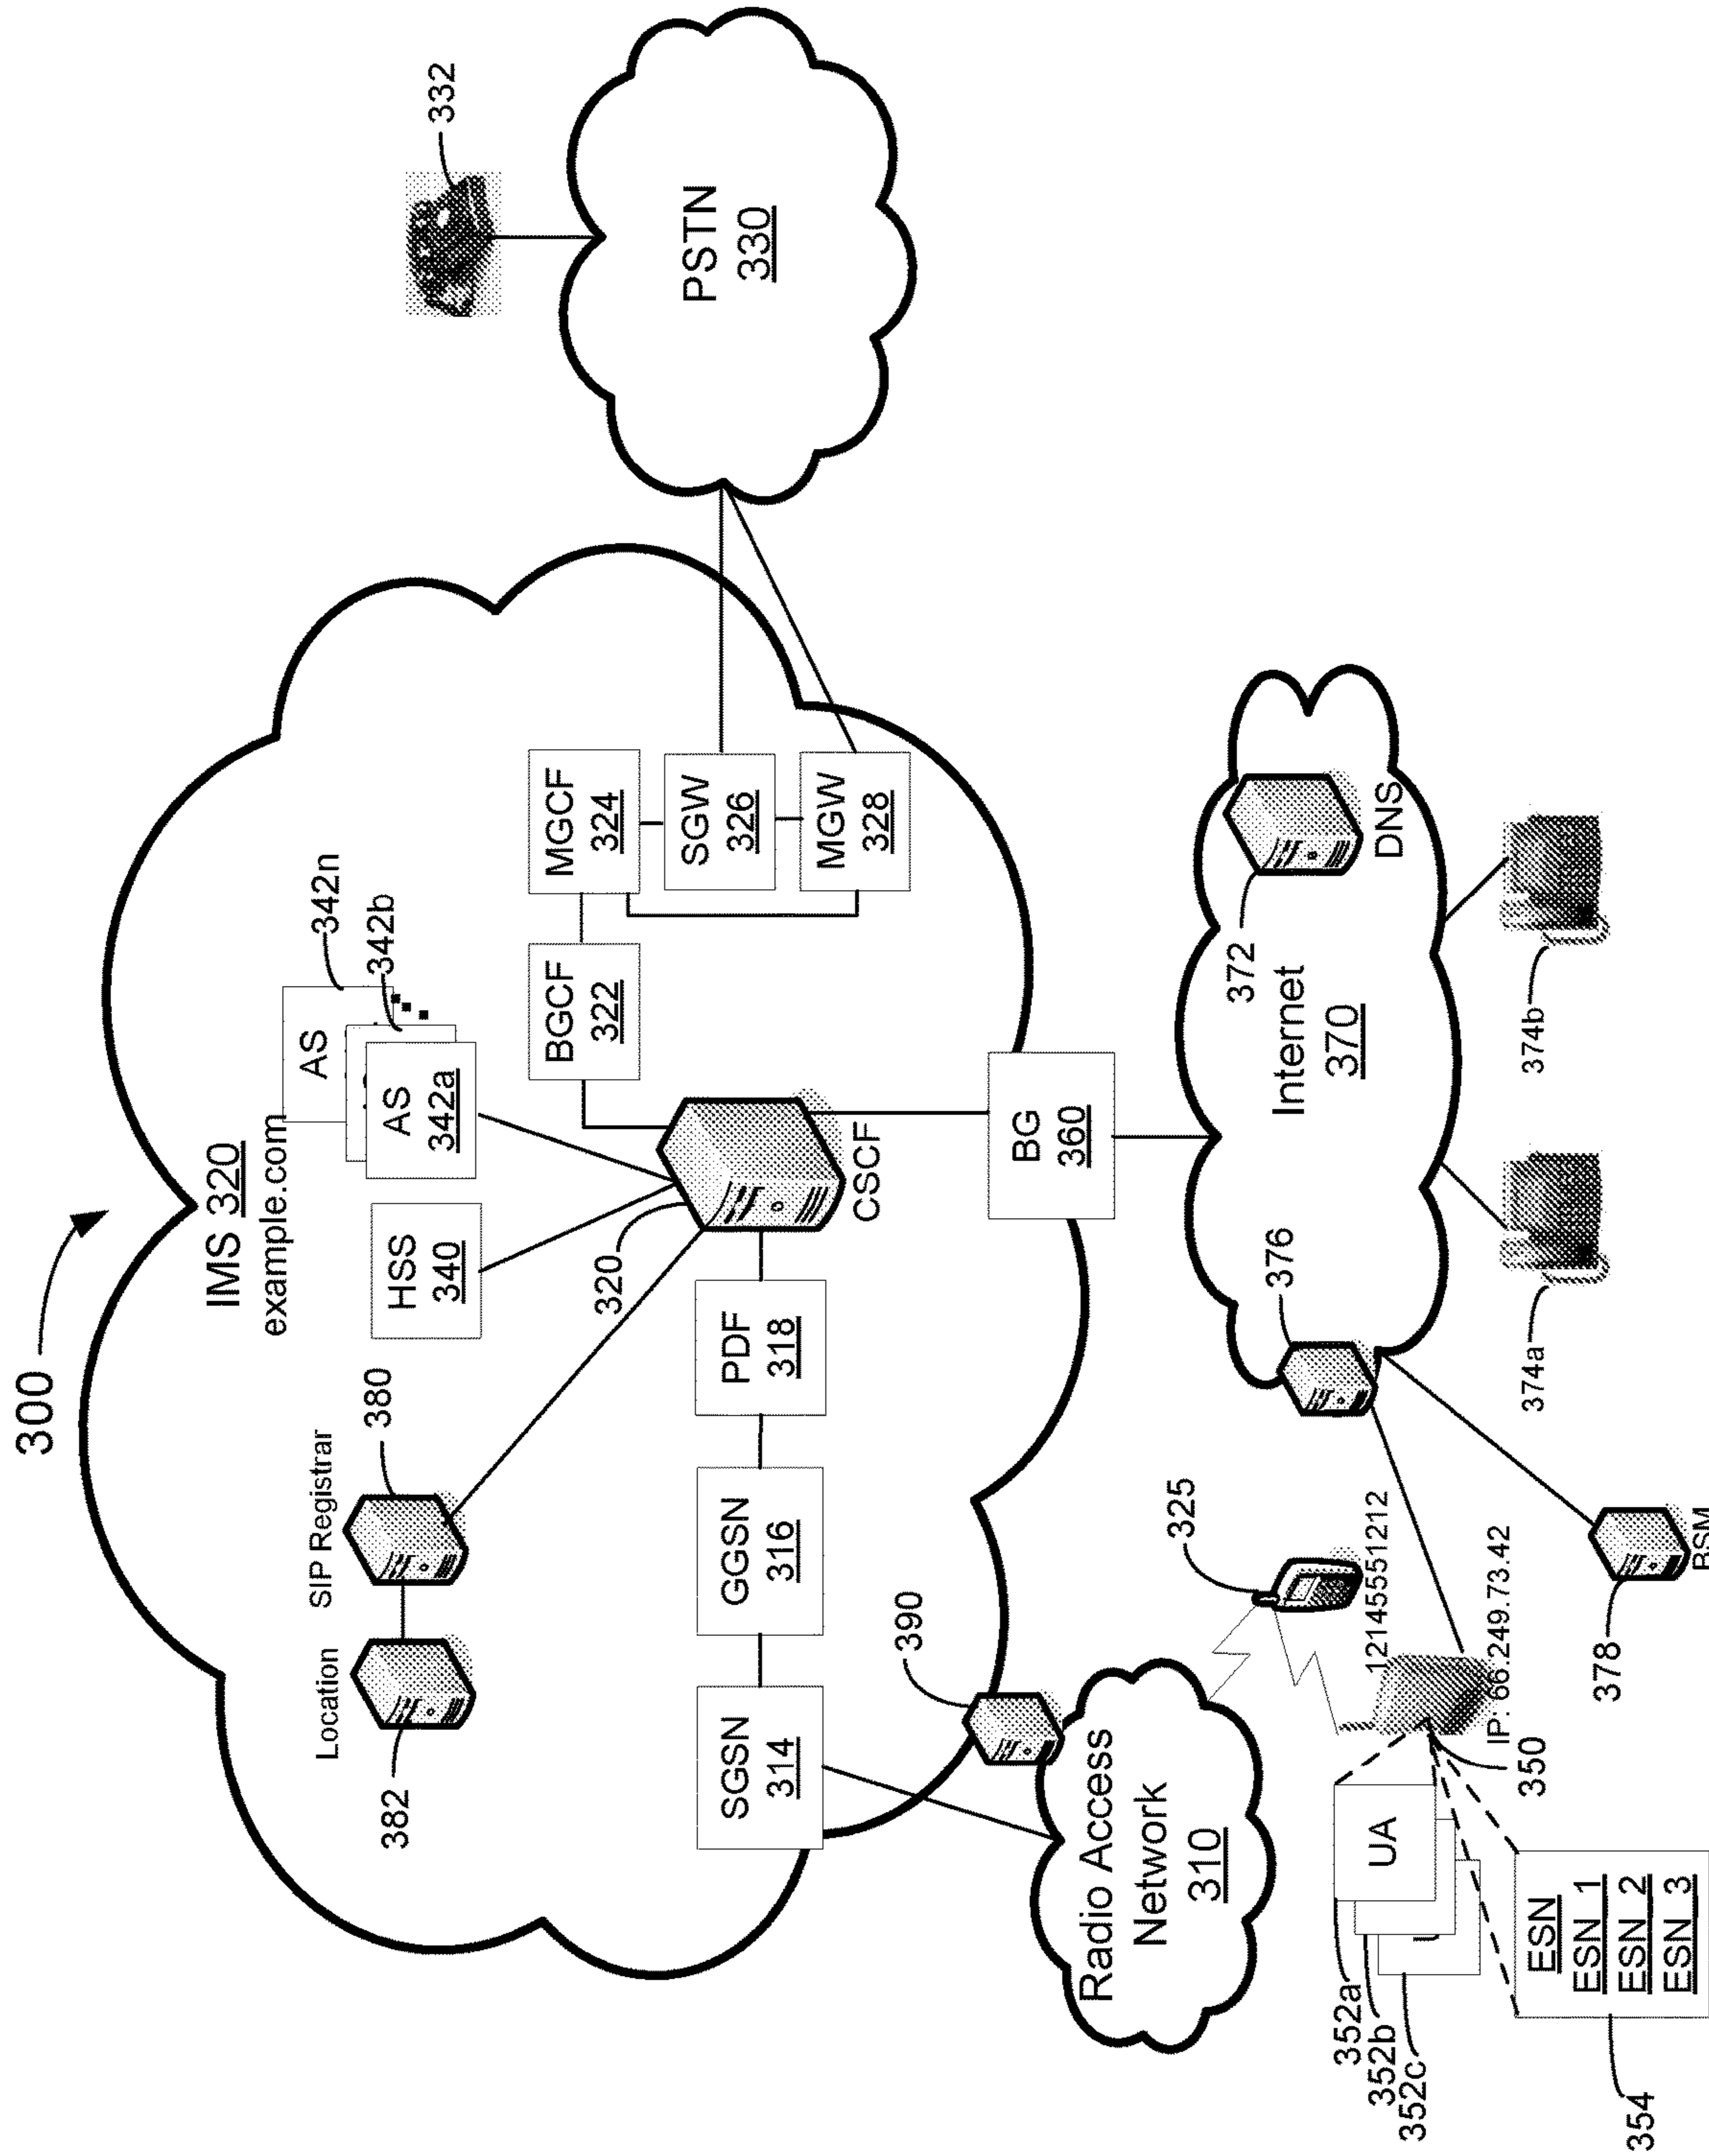 300
IMS 320
example.com
Location
SIP Registrar
382
380
HSS
340
AS
342a
AS
342n
342b
320
CSCF
SGSN
314
GGSN
316
PDF
318
BGCF
322
MGCF
324
SGW
326
MGW
328
332
PSTN
330
390
Radio Access
Network
310
BG
360
325
12145551212
IP: 66.249.73.42
350
UA
352a
352b
352c
ESN
ESN 1
ESN 2
ESN 3
354
376
Internet
370
372
DNS
374a
374b
378